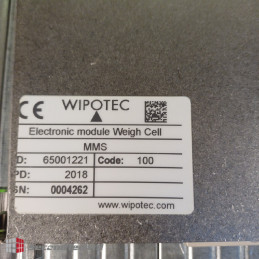 CE WIPOTEC
Electronic module Weigh Cell
MMS
D: 65001221 Code: 100
PD: 2018
SN: 0004262
www.wipotec.com